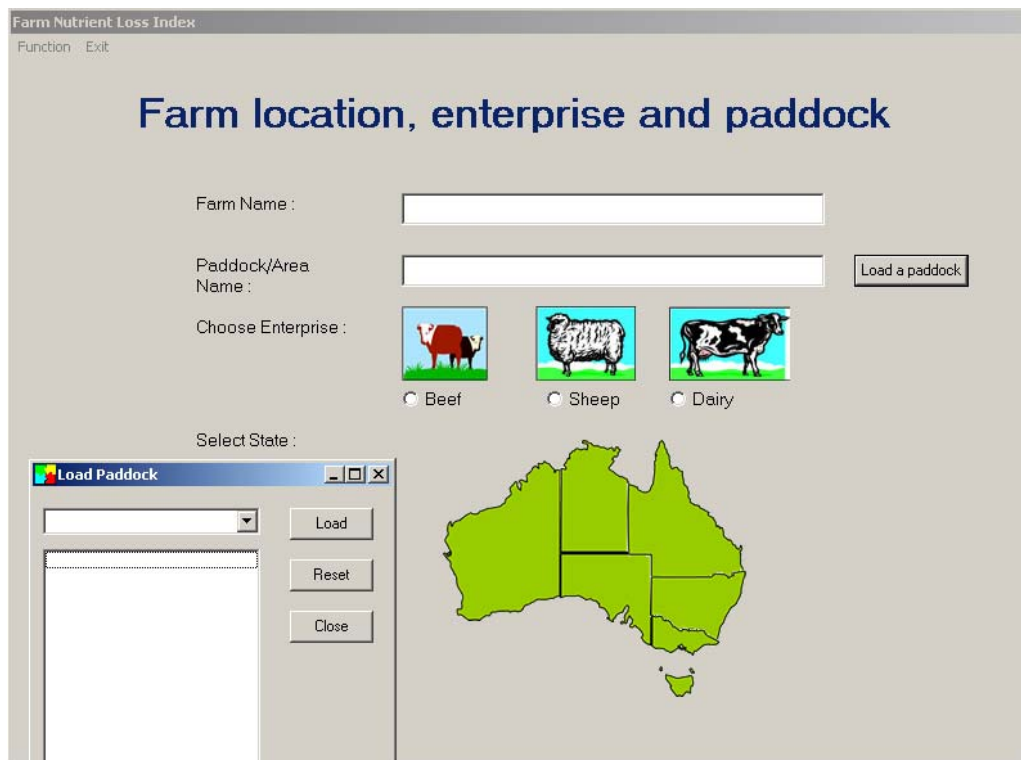 Farm Nutrient Loss Index
Function Exit
Farm location, enterprise and paddock
Farm Name :
Paddock/Area
Name :
Load a paddock
Choose Enterprise :
Beef Sheep Dairy
Select State :
Load Paddock
Load
Reset
Close